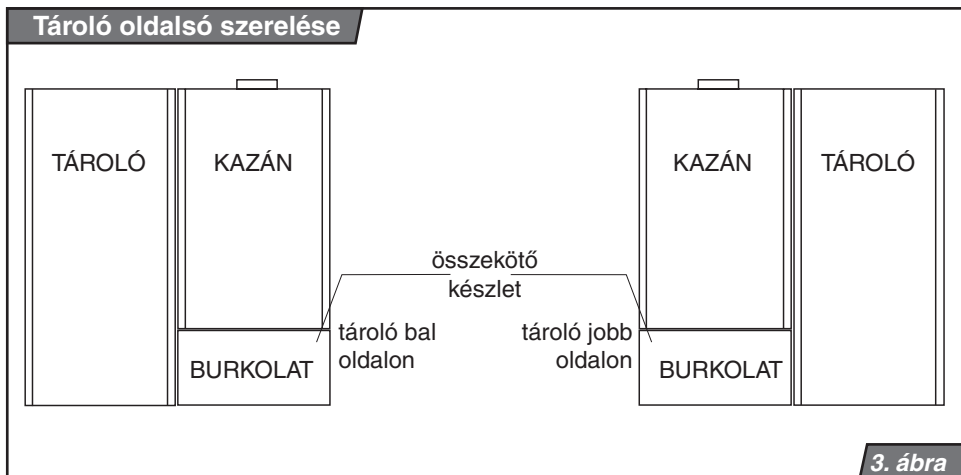 Tároló oldalsó szerelése
TÁROLÓ
KAZÁN
KAZÁN
TÁROLÓ
összekötő
készlet
tároló bal
oldalon
tároló jobb
oldalon
BURKOLAT
BURKOLAT
3. ábra